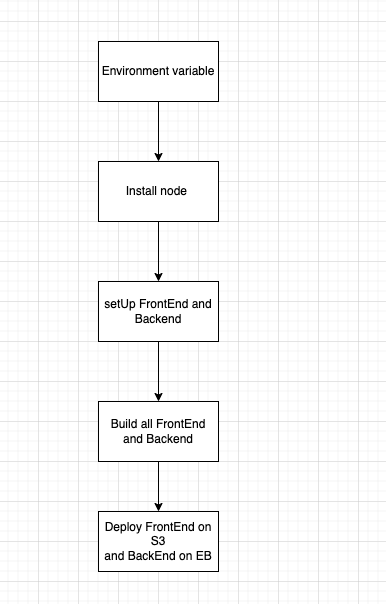 Environment variable
Install node
setUp FrontEnd and
Backend
Build all FrontEnd
and Backend
Deploy FrontEnd on
S3
and BackEnd on EB